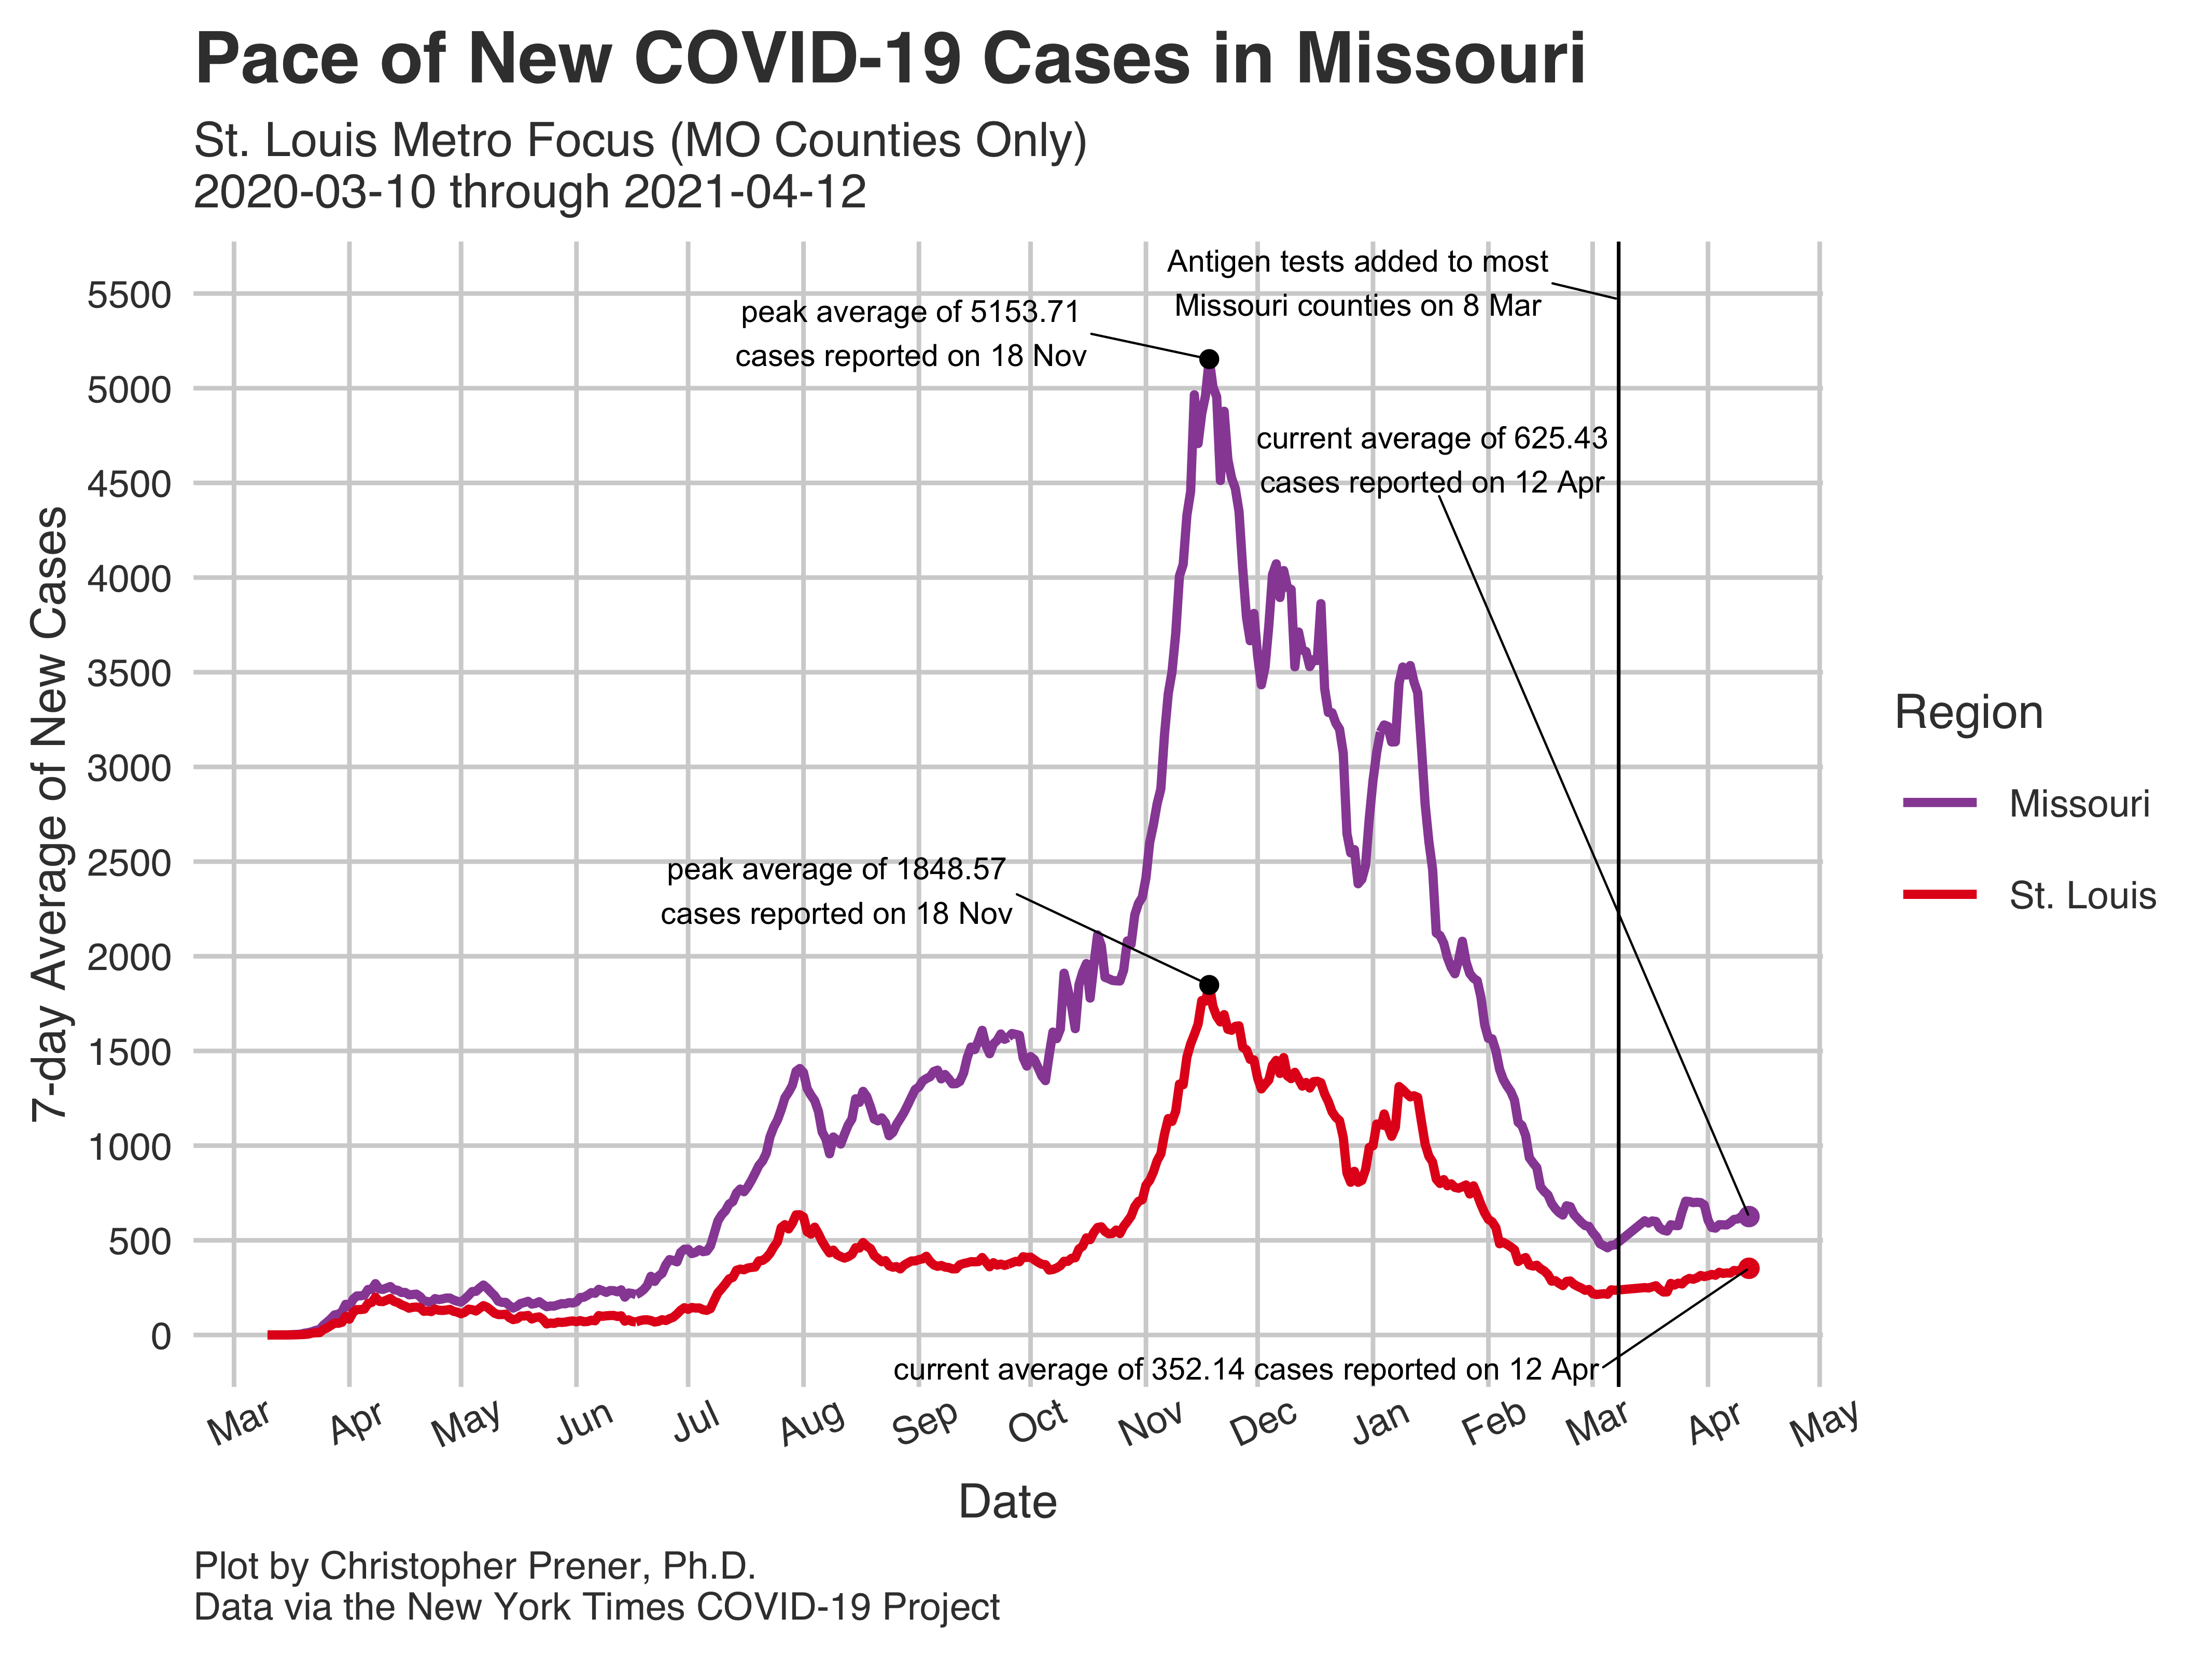 Pace of New COVID-19 Cases in Missouri
St. Louis Metro Focus (MO Counties Only)
2020-03-10 through 2021-04-12
7-day Average of New Cases
5500
5000
4500
4000
3500
3000
2500
2000
1500
1000
500
0
Antigen tests added to most
Missouri counties on 8 Mar
peak average of 5153.71
cases reported on 18 Nov
current average of 625.43
cases reported on 12 Apr
peak average of 1848.57
cases reported on 18 Nov
current average of 352.14 cases reported on 12 Apr
Mar Apr May Jun Jul Aug Sep Oct Nov Dec Jan Feb Mar Apr May
Date
Region
Missouri
St. Louis
Plot by Christopher Prener, Ph.D.
Data via the New York Times COVID-19 Project